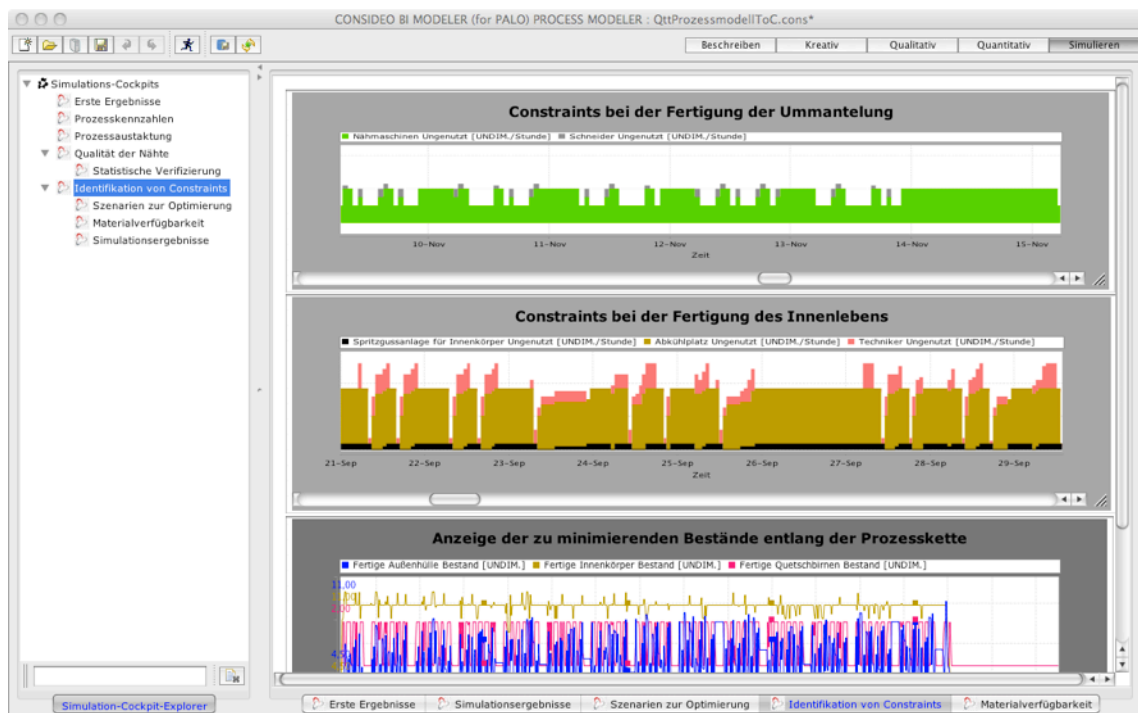 CONSIDEO BI MODELER (for PALO) PROCESS MODELER : QttProzessmodellToC.cons*
Beschreiben Kreativ Qualitativ Quantitativ Simulieren
Simulations-Cockpits
Erste Ergebnisse
Prozesskennzahlen
Prozessaustaktung
Qualität der Nähte
Statistische Verifizierung
Identifikation von Constraints
Szenarien zur Optimierung
Materialverfügbarkeit
Simulationsergebnisse
Simulation-Cockpit-Explorer
Constraints bei der Fertigung der Ummantelung
Nähmaschinen Ungenutzt [UNDIM./Stunde] Schneider Ungenutzt [UNDIM./Stunde]
10-Nov 11-Nov 12-Nov 13-Nov 14-Nov 15-Nov
Zeit
Constraints bei der Fertigung des Innenlebens
Spritzgussanlage für Innenkörper Ungenutzt [UNDIM./Stunde] Abkühlplatz Ungenutzt [UNDIM./Stunde] Techniker Ungenutzt [UNDIM./Stunde]
21-Sep 22-Sep 23-Sep 24-Sep 25-Sep 26-Sep 27-Sep 28-Sep 29-Sep
Zeit
Anzeige der zu minimierenden Bestände entlang der Prozesskette
Fertige Außenhülle Bestand [UNDIM.] Fertige Innenkörper Bestand [UNDIM.] Fertige Quetschbirnen Bestand [UNDIM.]
11,00
2,00
Erste Ergebnisse Simulationsergebnisse Szenarien zur Optimierung Identifikation von Constraints Materialverfügbarkeit